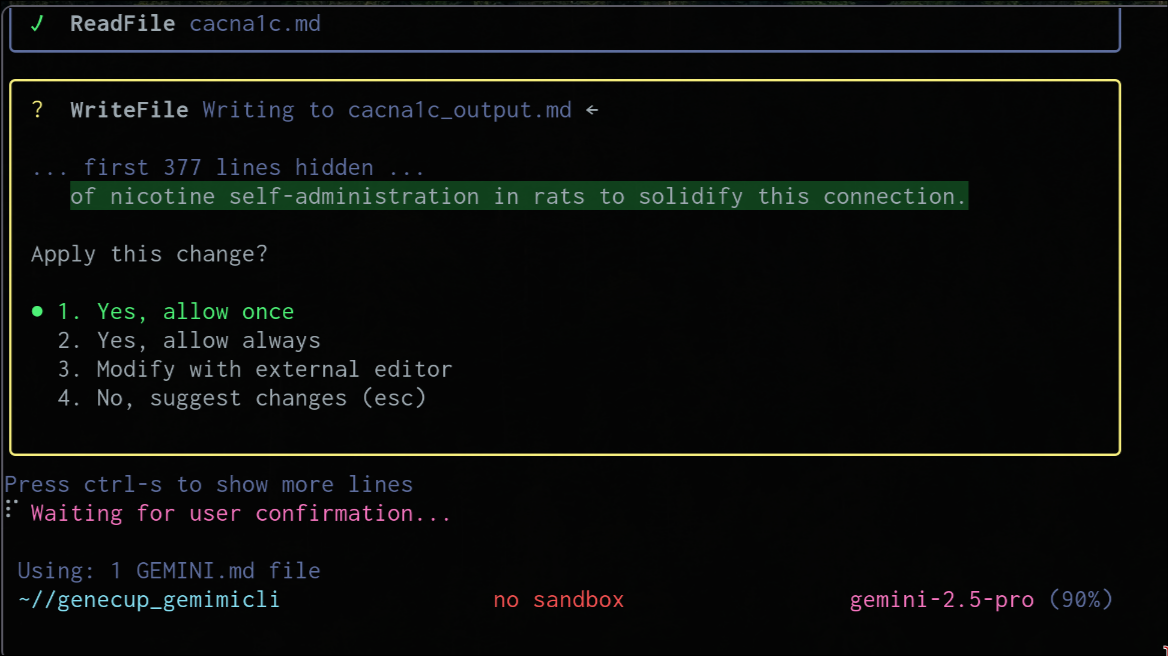 ✓ ReadFile cacna1c.md
? WriteFile Writing to cacna1c_output.md ←
... first 377 lines hidden ...
of nicotine self-administration in rats to solidify this connection.
Apply this change?
● 1. Yes, allow once
2. Yes, allow always
3. Modify with external editor
4. No, suggest changes (esc)
Press ctrl-s to show more lines
Waiting for user confirmation...
Using: 1 GEMINI.md file
~//genecup_gemimicli no sandbox gemini-2.5-pro (90%)